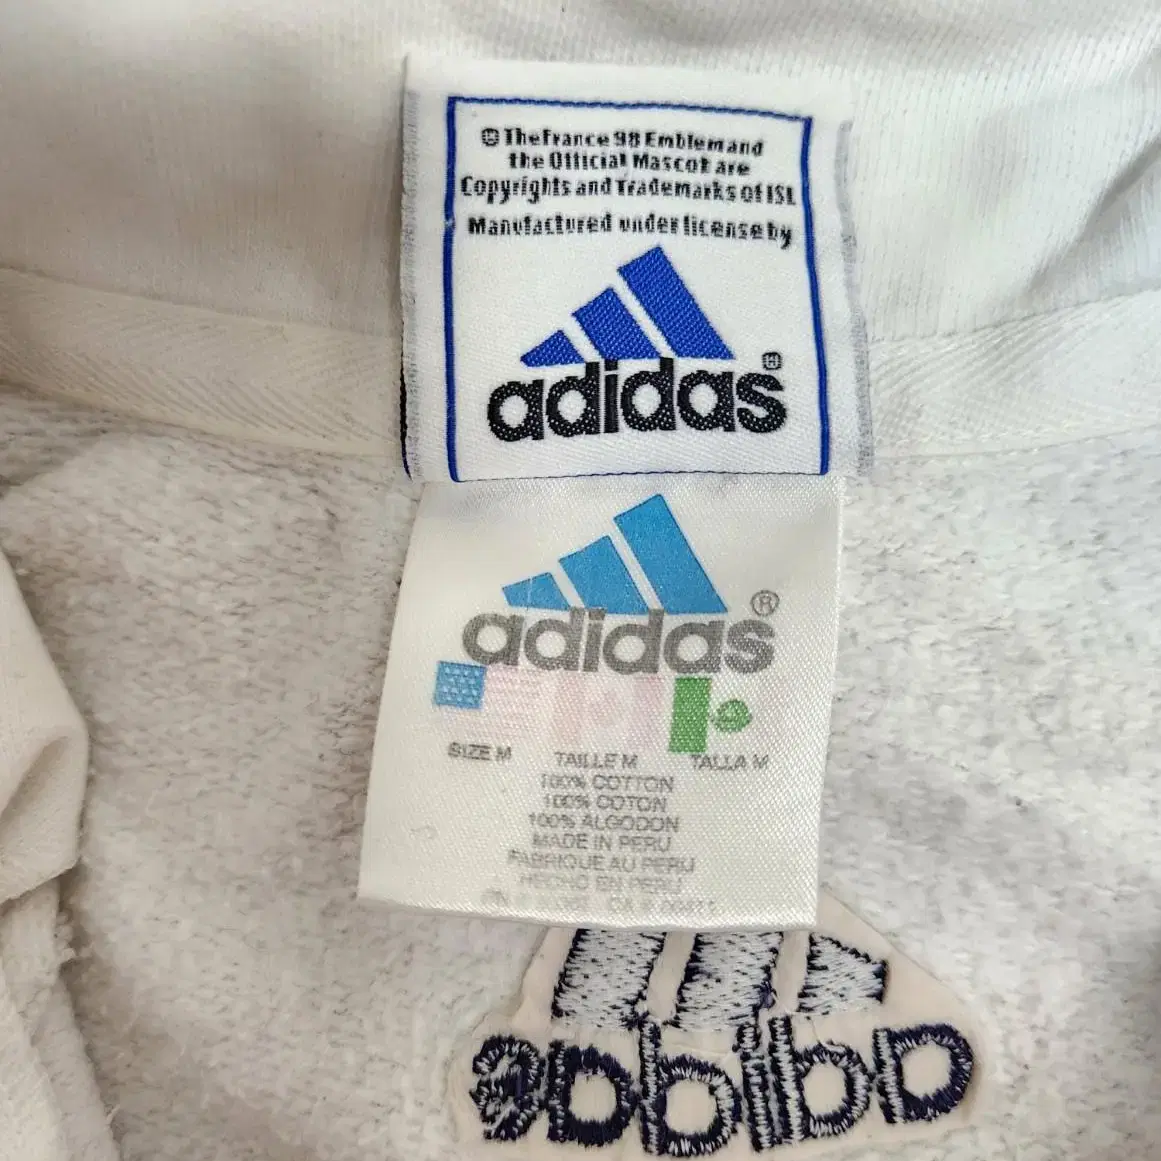 © The France 98 Emblem and
the Official Mascot are
Copyrights and Trademarks of ISL
Manufactured under license by
adidas ®
adidas ®
SIZE M TAILLE M TALLA M
100% COTTON
100% COTON
100% ALGODON
MADE IN PERU
FABRIQUE AU PERU
HECHO EN PERU
adidas